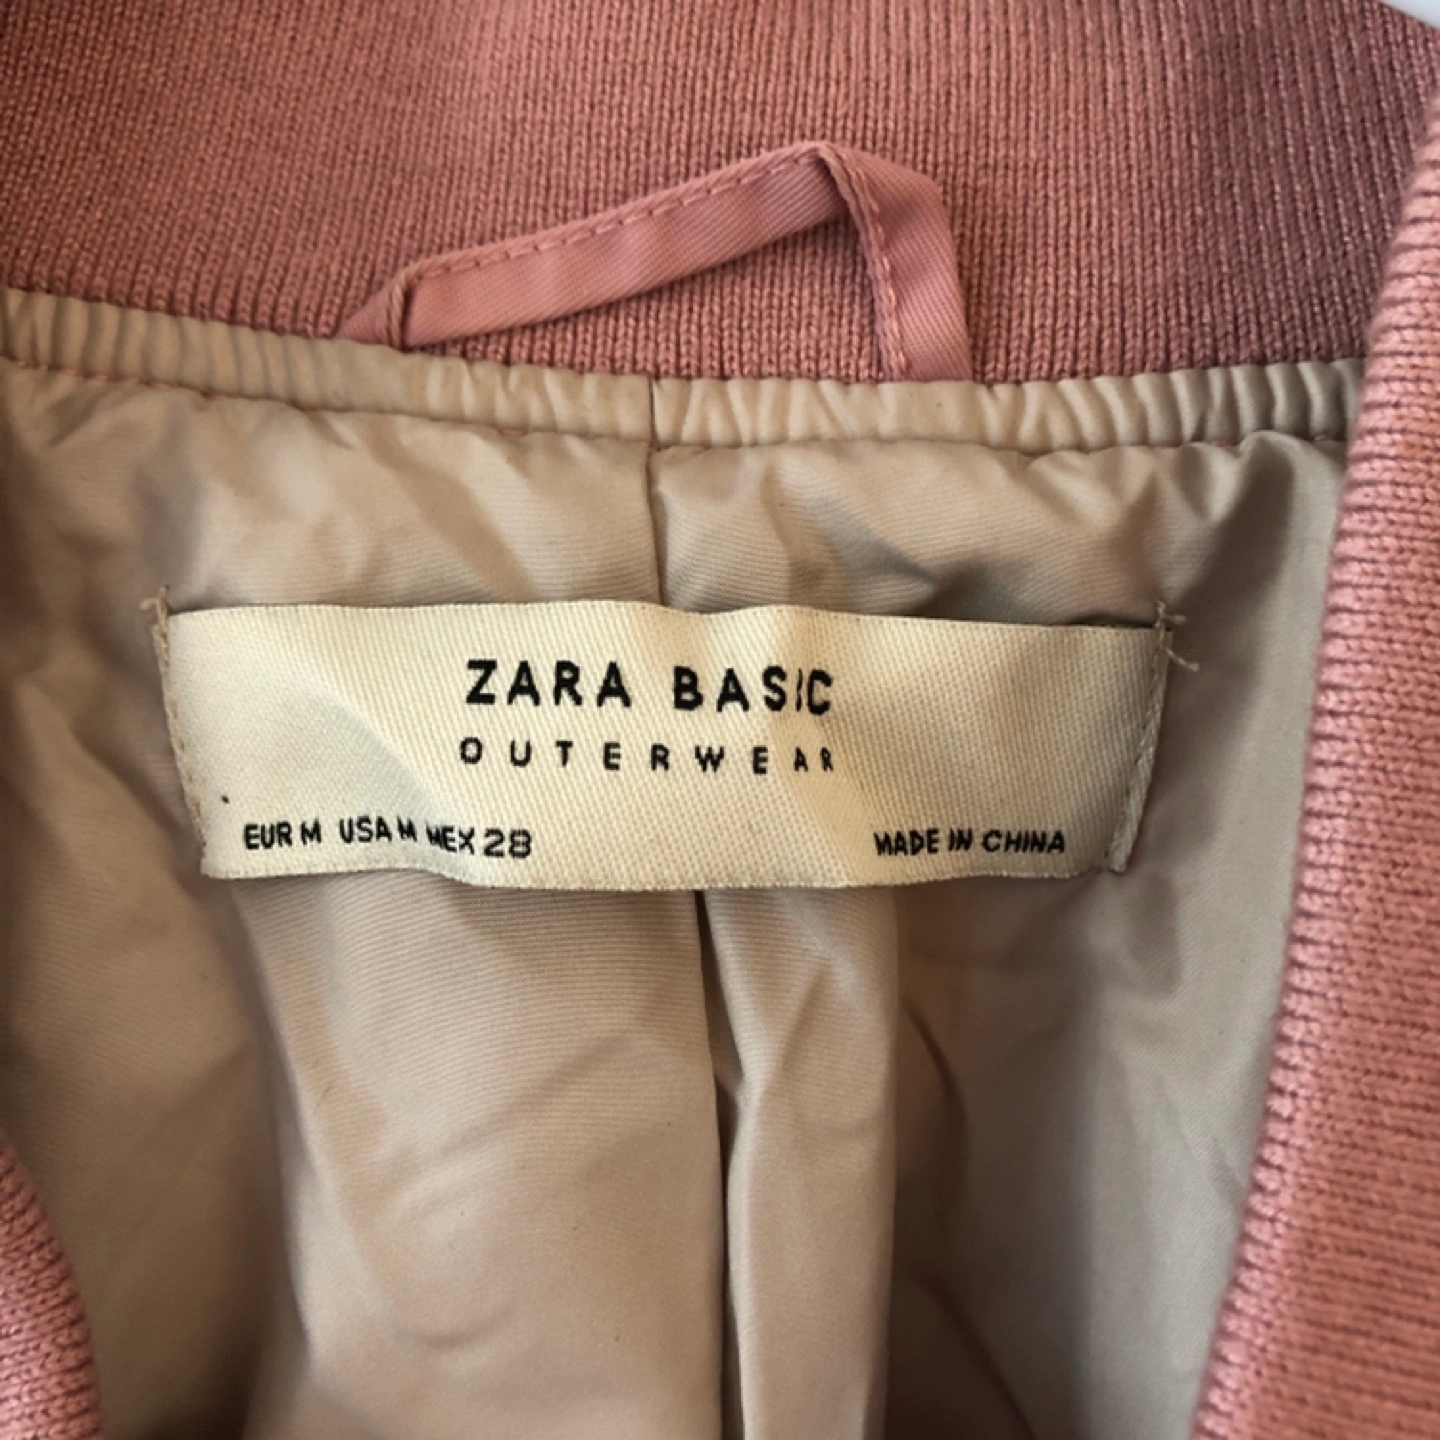 ZARA BASIC
OUTERWEAR
EUR M USA M MEX 28 MADE IN CHINA